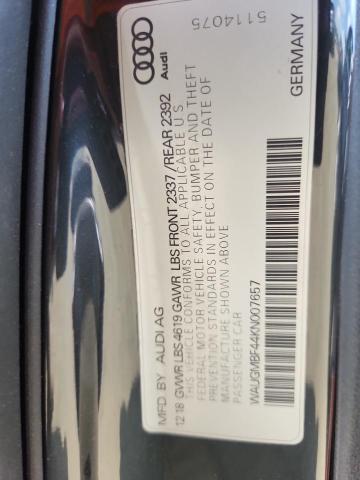 5114075
Audi
MFD BY AUDI AG
12.18 GVWR LBS 4619 GAWR LBS FRONT 2337/REAR 2392
THIS VEHICLE CONFORMS TO ALL APPLICABLE U S
FEDERAL MOTOR VEHICLE SAFETY, BUMPER AND THEFT
PREVENTION STANDARDS IN EFFECT ON THE DATE OF
MANUFACTURE SHOWN ABOVE
PASSENGER CAR
WAUGMBF44KN007657
GERMANY